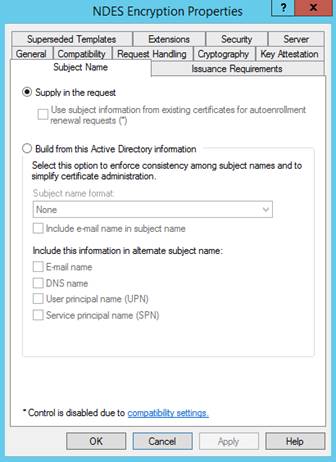 NDES Encryption Properties
?
x
Superseded Templates Extensions Security Server
General Compatibility Request Handling Cryptography Key Attestation
Subject Name Issuance Requirements
Supply in the request
Use subject information from existing certificates for autoenrollment
renewal requests (*)
Build from this Active Directory information
Select this option to enforce consistency among subject names and to
simplify certificate administration.
Subject name format:
None
Include e-mail name in subject name
Include this information in alternate subject name:
E-mail name
DNS name
User principal name (UPN)
Service principal name (SPN)
* Control is disabled due to compatibility settings.
OK Cancel Apply Help